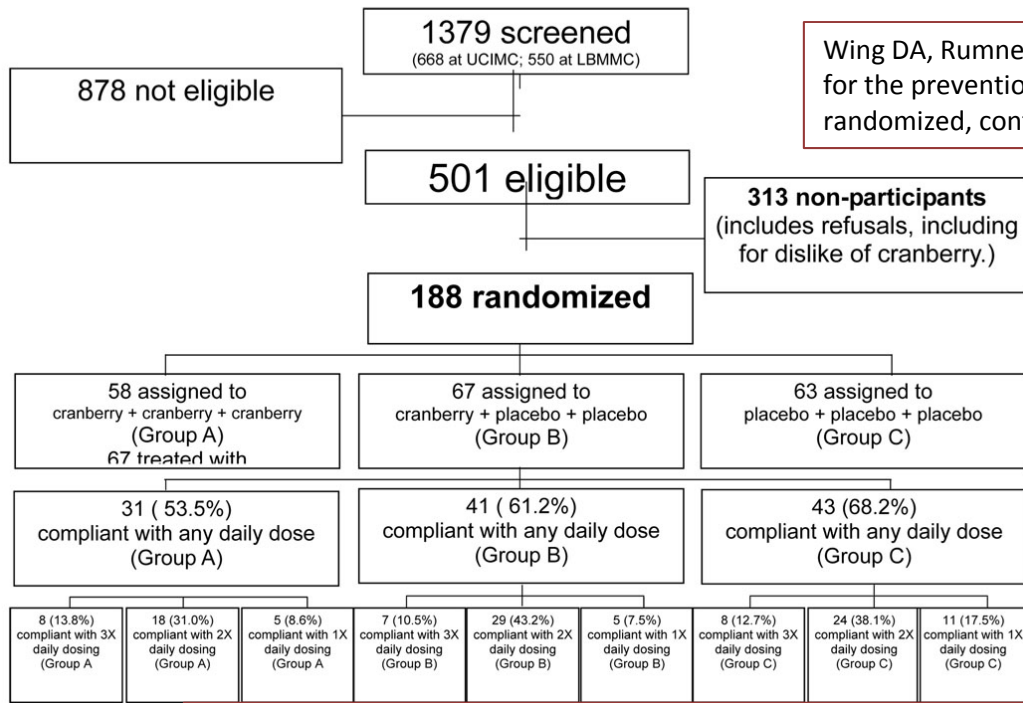 1379 screened
(668 at UCIMC; 550 at LBMMC)
Wing DA, Rumne
for the preventio
randomized, con
878 not eligible
501 eligible
313 non-participants
(includes refusals, including
for dislike of cranberry.)
188 randomized
58 assigned to
cranberry + cranberry + cranberry
(Group A)
67 treated with
67 assigned to
cranberry + placebo + placebo
(Group B)
63 assigned to
placebo + placebo + placebo
(Group C)
31 ( 53.5%)
compliant with any daily dose
(Group A)
41 ( 61.2%)
compliant with any daily dose
(Group B)
43 (68.2%)
compliant with any daily dose
(Group C)
8 (13.8%)
compliant with 3X
daily dosing
(Group A
18 (31.0%)
compliant with 2X
daily dosing
(Group A)
5 (8.6%)
compliant with 1X
daily dosing
(Group A
7 (10.5%)
compliant with 3X
daily dosing
(Group B)
29 (43.2%)
compliant with 2X
daily dosing
(Group B)
5 (7.5%)
compliant with 1X
daily dosing
(Group B)
8 (12.7%)
compliant with 3X
daily dosing
(Group C)
24 (38.1%)
compliant with 2X
daily dosing
(Group C)
11 (17.5%)
compliant with 1X
daily dosing
(Group C)